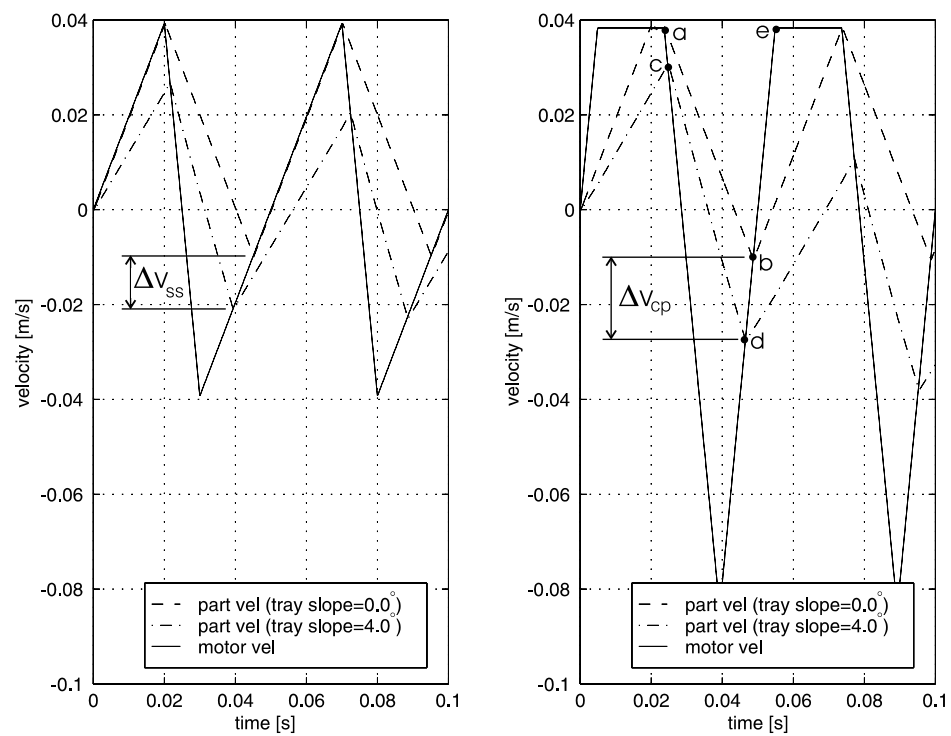 0.04
0.02
0
-0.02
-0.04
-0.06
-0.08
-0.1
velocity [m/s]
ΔVss
part vel (tray slope=0.0°)
part vel (tray slope=4.0°)
motor vel
0
0.02
0.04
0.06
0.08
0.1
time [s]
0.04
0.02
0
-0.02
-0.04
-0.06
-0.08
-0.1
velocity [m/s]
a
e
c
b
ΔVcp
d
part vel (tray slope=0.0°)
part vel (tray slope=4.0°)
motor vel
0
0.02
0.04
0.06
0.08
0.1
time [s]